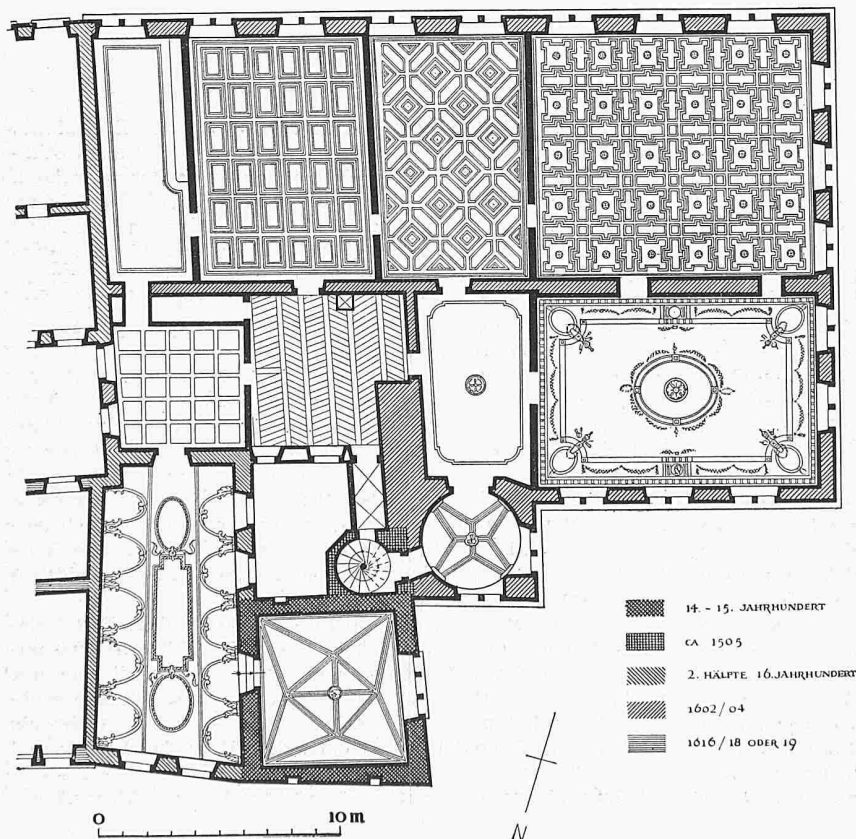 14. - 15. JAHRHUNDERT
CA 1505
2. HÄLFTE 16. JAHRHUNDERT
1602/04
1616/18 ODER 19
0 10 m
N